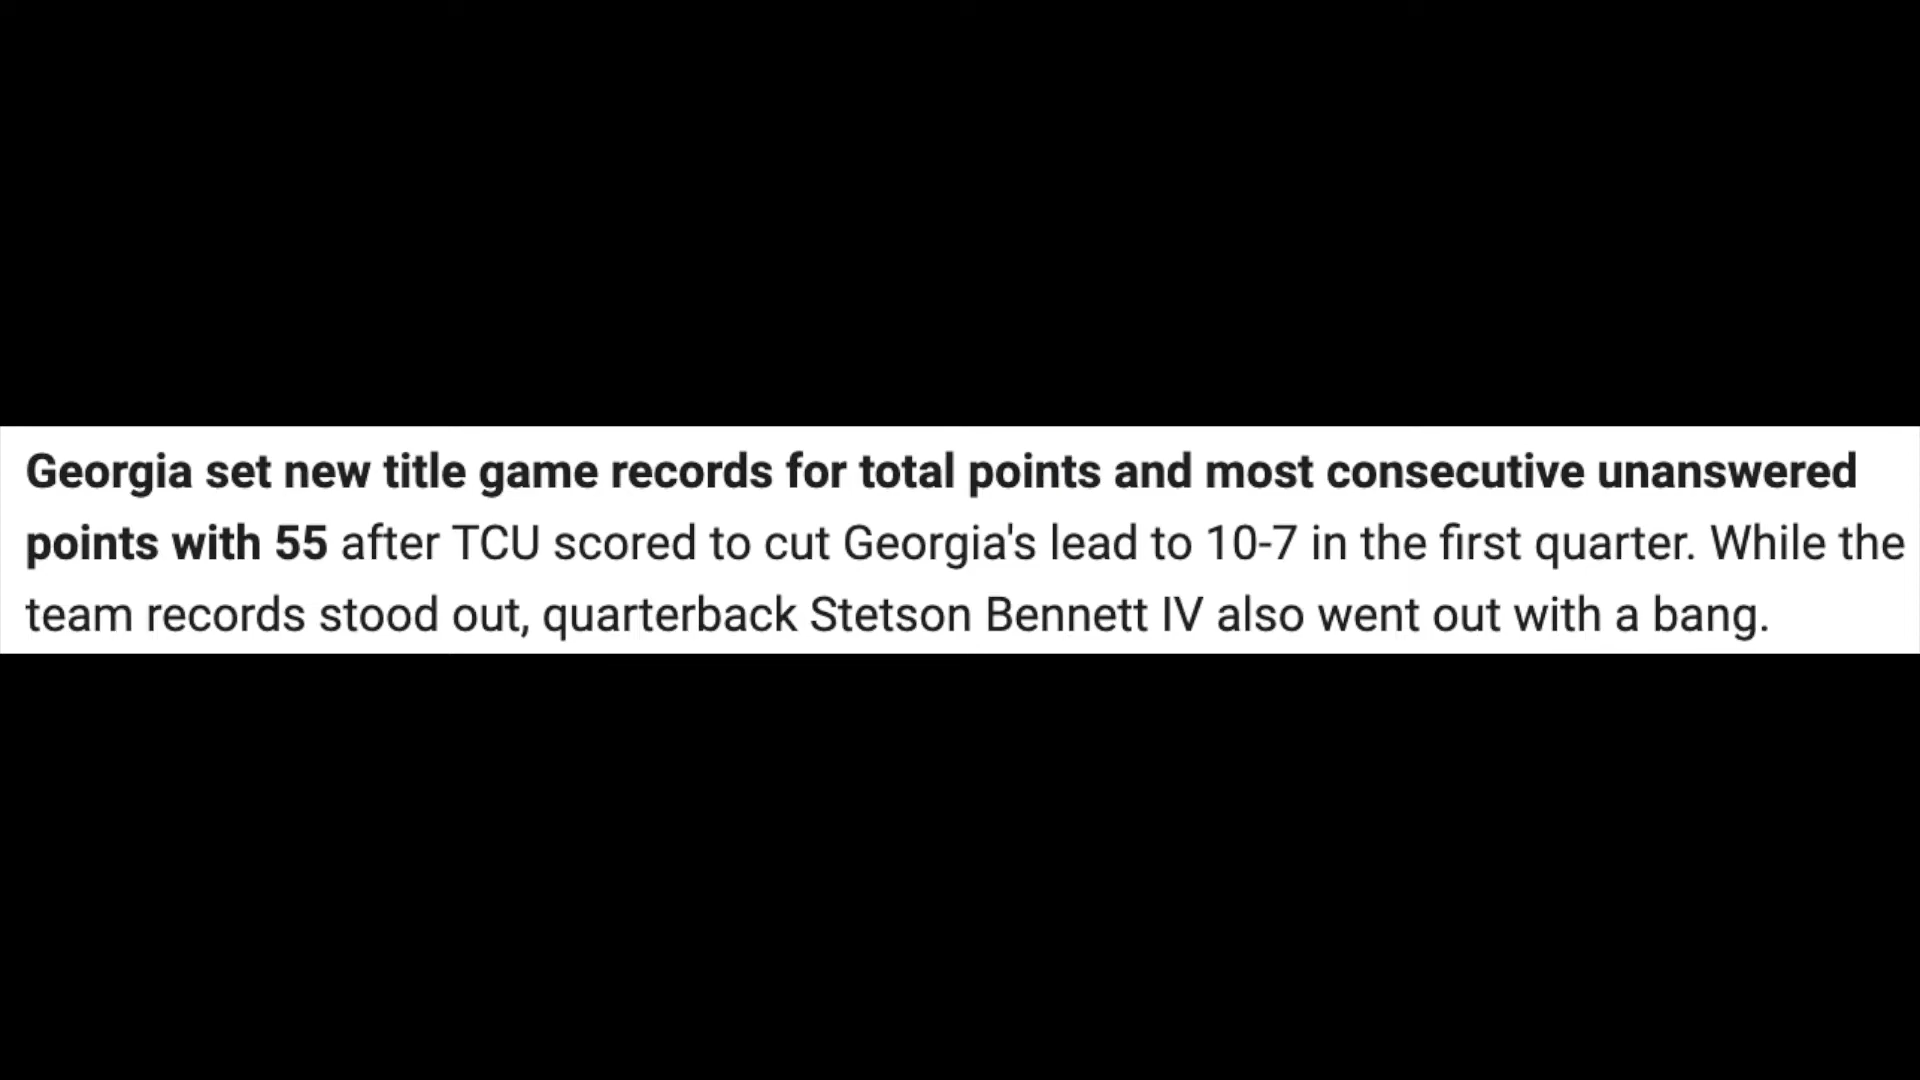 Georgia set new title game records for total points and most consecutive unanswered
points with 55 after TCU scored to cut Georgia's lead to 10-7 in the first quarter. While the
team records stood out, quarterback Stetson Bennett IV also went out with a bang.